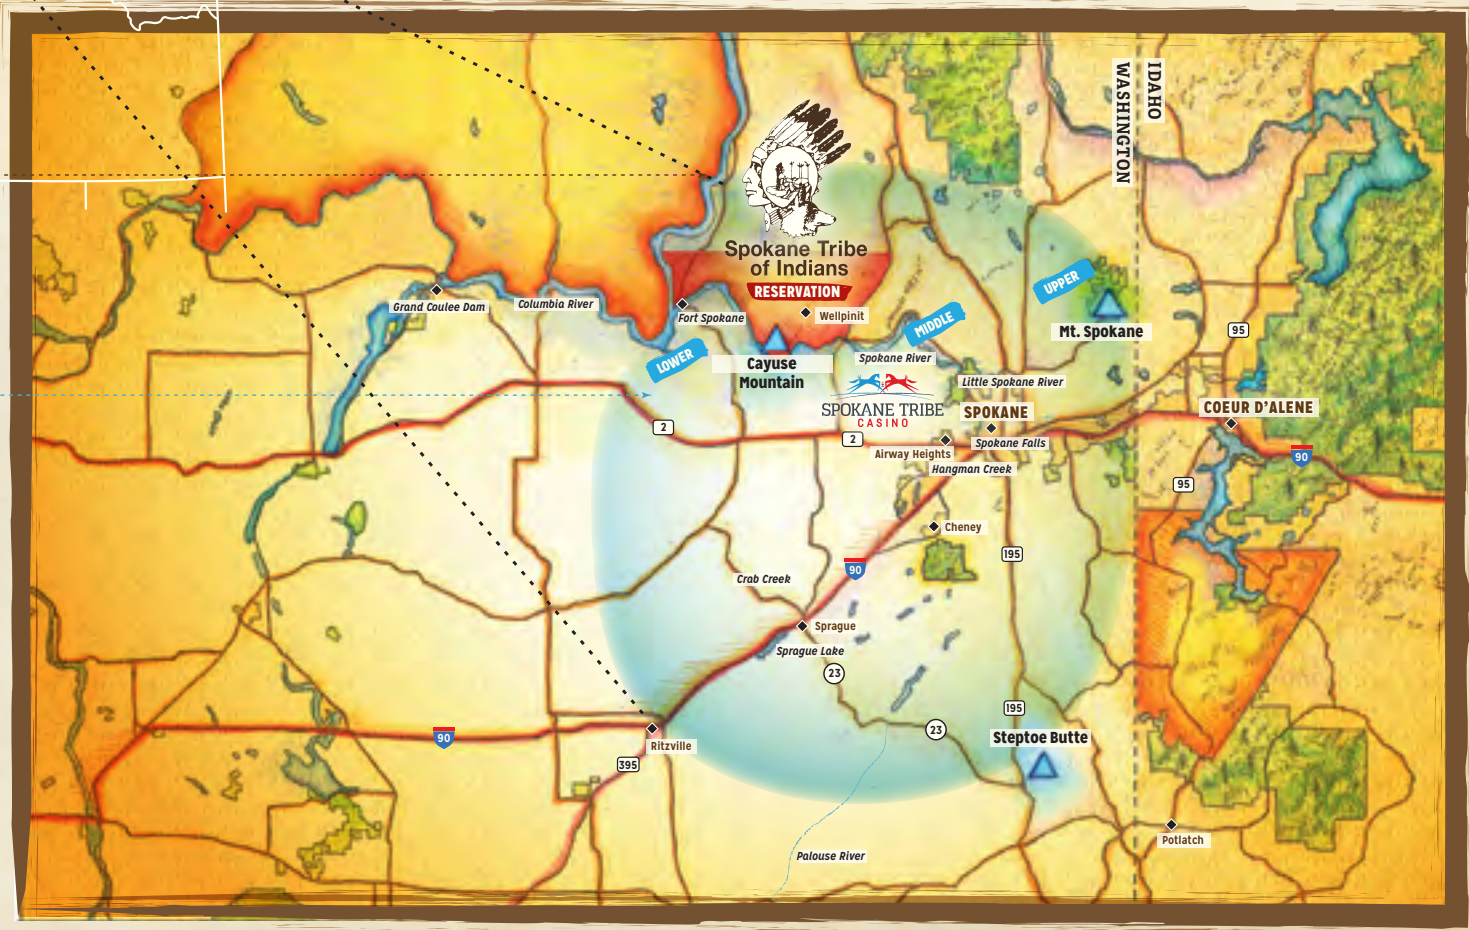 IDAHO
WASHINGTON
Spokane Tribe
of Indians
RESERVATION
UPPER
Grand Coulee Dam
Columbia River
Fort Spokane
Wellpinit
MIDDLE
Mt. Spokane
95
LOWER
Cayuse
Mountain
Spokane River
Little Spokane River
SPOKANE TRIBE
CASINO
SPOKANE
COEUR D'ALENE
2
2
Spokane Falls
Airway Heights
90
Hangman Creek
95
Cheney
195
90
Crab Creek
Sprague
Sprague Lake
23
195
23
Steptoe Butte
90
Ritzville
395
Potlatch
Palouse River